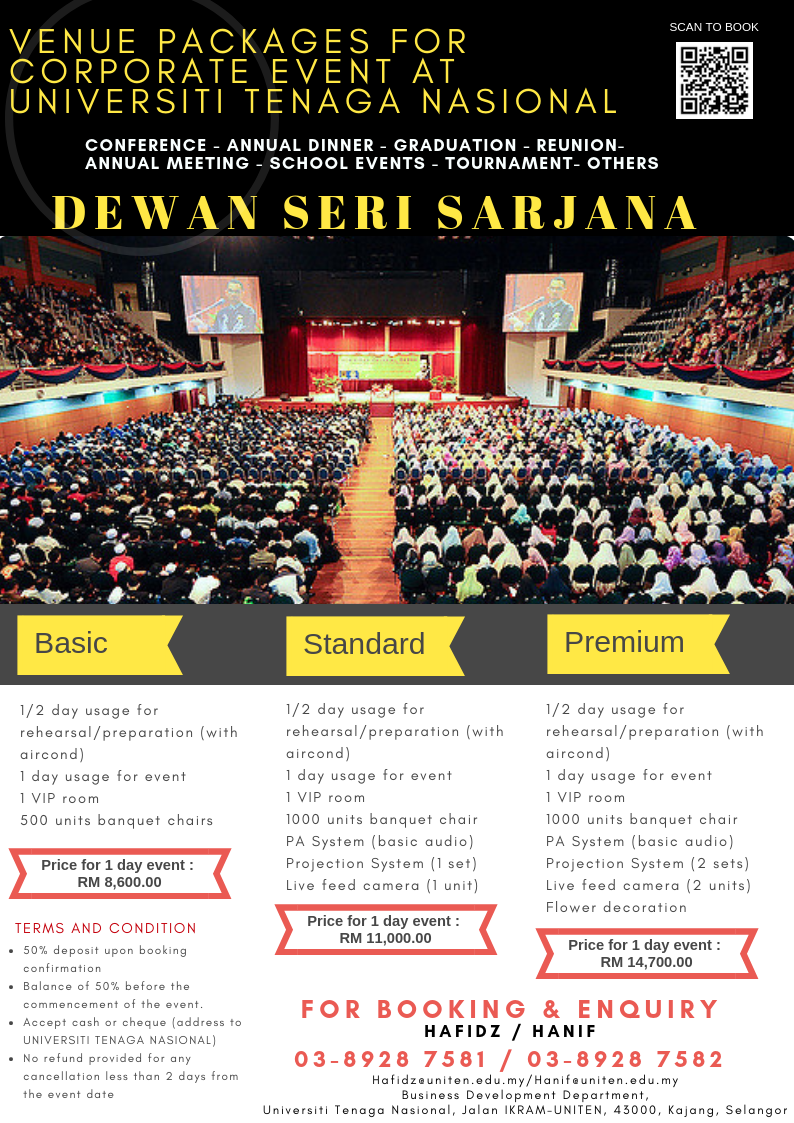 SCAN TO BOOK
VENUE PACKAGES FOR
CORPORATE EVENT AT
UNIVERSITI TENAGA NASIONAL
CONFERENCE - ANNUAL DINNER - GRADUATION - REUNION-
ANNUAL MEETING - SCHOOL EVENTS - TOURNAMENT- OTHERS
DEWAN SERI SARJANA
Basic
1/2 day usage for
rehearsal/preparation (with
aircond)
1 day usage for event
1 VIP room
500 units banquet chairs
Price for 1 day event :
RM 8,600.00
Standard
1/2 day usage for
rehearsal/preparation (with
aircond)
1 day usage for event
1 VIP room
1000 units banquet chair
PA System (basic audio)
Projection System (1 set)
Live feed camera (1 unit)
Price for 1 day event :
RM 11,000.00
Premium
1/2 day usage for
rehearsal/preparation (with
aircond)
1 day usage for event
1 VIP room
1000 units banquet chair
PA System (basic audio)
Projection System (2 sets)
Live feed camera (2 units)
Flower decoration
Price for 1 day event :
RM 14,700.00
TERMS AND CONDITION
• 50% deposit upon booking
confirmation
• Balance of 50% before the
commencement of the event.
• Accept cash or cheque (address to
UNIVERSITI TENAGA NASIONAL)
• No refund provided for any
cancellation less than 2 days from
the event date
FOR BOOKING & ENQUIRY
HAFIDZ / HANIF
03-8928 7581 / 03-8928 7582
Hafidz@uniten.edu.my/Hanif@uniten.edu.my
Business Development Department,
Universiti Tenaga Nasional, Jalan IKRAM-UNITEN, 43000, Kajang, Selangor